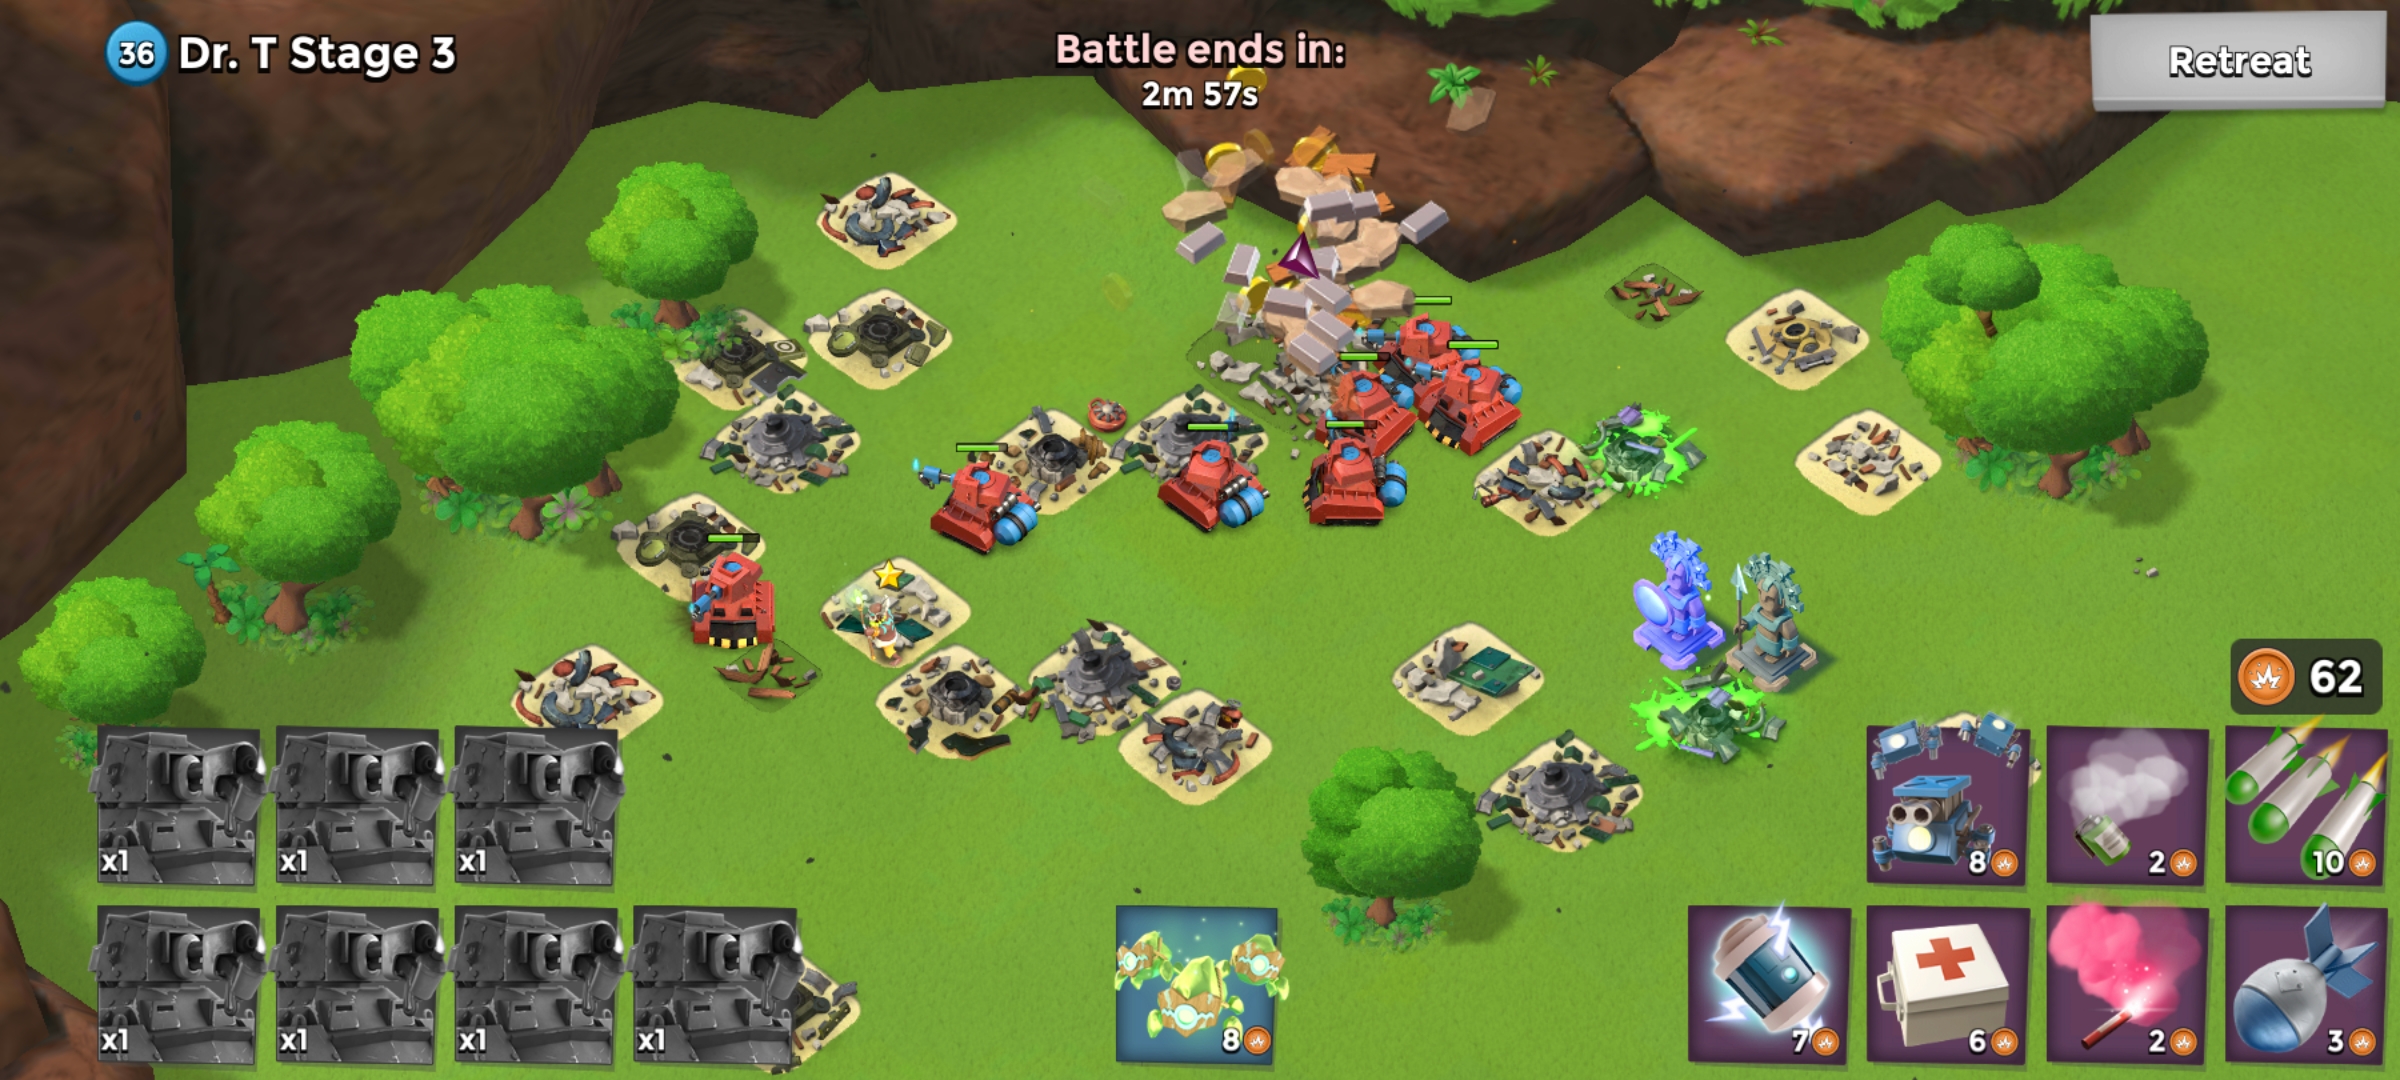 36 Dr. T Stage 3
Battle ends in:
2m 57s
Retreat
62
x1 x1 x1
8 2 10
x1 x1 x1 x1
8
7 6 2 3